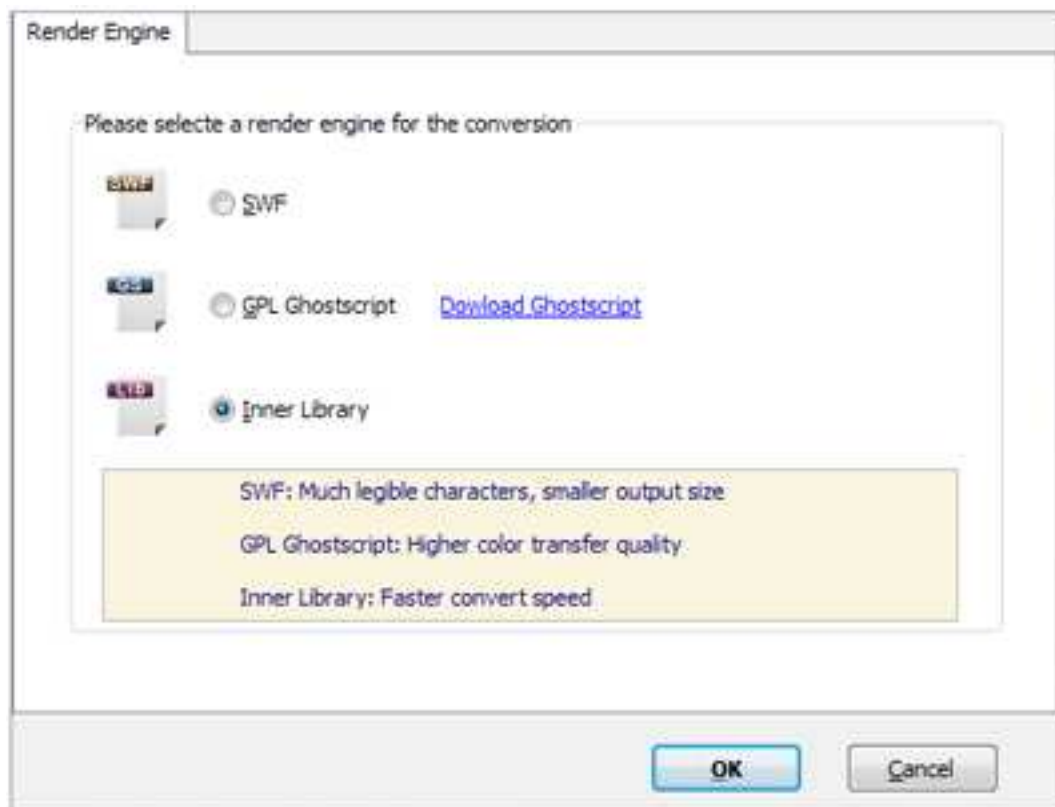 Render Engine
Please selecte a render engine for the conversion
SWF
SWF
GS
GPL Ghostscript Dowload Ghostscript
Inner Library
SWF: Much legible characters, smaller output size
GPL Ghostscript: Higher color transfer quality
Inner Library: Faster convert speed
OK Cancel